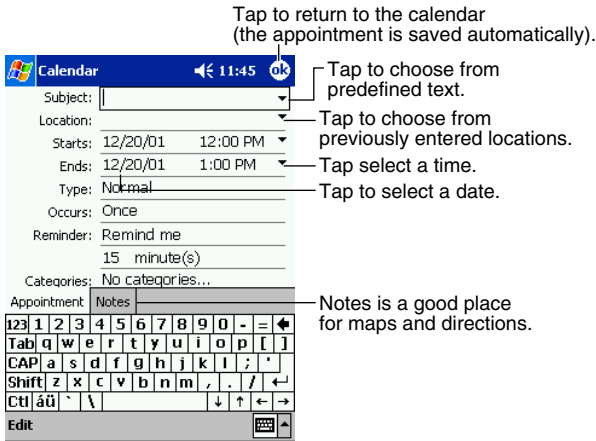 Tap to return to the calendar
(the appointment is saved automatically).
Calendar 11:45 ok
Tap to choose from
predefined text.
Subject:
Location:
Tap to choose from
previously entered locations.
Starts: 12/20/01 12:00 PM
Ends: 12/20/01 1:00 PM
Tap select a time.
Type: Normal
Tap to select a date.
Occurs: Once
Reminder: Remind me
15 minute(s)
Categories: No categories...
Appointment Notes
Notes is a good place
for maps and directions.
123 1 2 3 4 5 6 7 8 9 0 - =
Tab q w e r t y u i o p [ ]
CAP a s d f g h j k l ; '
Shift z x c v b n m , . /
Ctl áü ` \
Edit